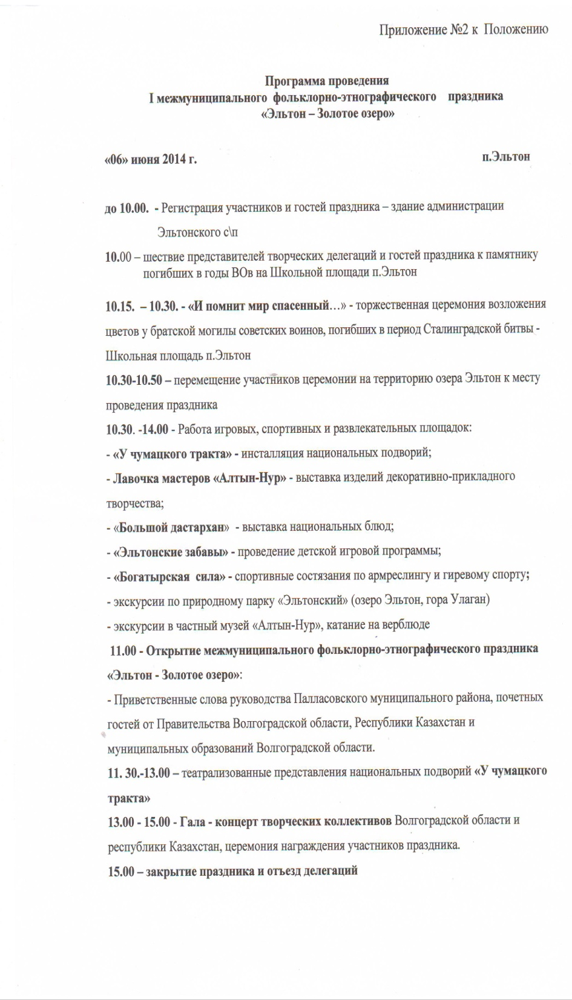 Приложение №2 к Положению
Программа проведения
I межмуниципального фольклорно-этнографического праздника
«Эльтон – Золотое озеро»
«06» июня 2014 г.
п.Эльтон
до 10.00. - Регистрация участников и гостей праздника – здание администрации
Эльтонского с\п
10.00 – шествие представителей творческих делегаций и гостей праздника к памятнику
погибших в годы ВОв на Школьной площади п.Эльтон
10.15. – 10.30. - «И помнит мир спасенный…» - торжественная церемония возложения
цветов у братской могилы советских воинов, погибших в период Сталинградской битвы -
Школьная площадь п.Эльтон
10.30-10.50 – перемещение участников церемонии на территорию озера Эльтон к месту
проведения праздника
10.30. -14.00 - Работа игровых, спортивных и развлекательных площадок:
- «У чумацкого тракта» - инсталляция национальных подворий;
- Лавочка мастеров «Алтын-Нур» - выставка изделий декоративно-прикладного
творчества;
- «Большой дастархан» - выставка национальных блюд;
- «Эльтонские забавы» - проведение детской игровой программы;
- «Богатырская сила» - спортивные состязания по армреслингу и гиревому спорту;
- экскурсии по природному парку «Эльтонский» (озеро Эльтон, гора Улаган)
- экскурсии в частный музей «Алтын-Нур», катание на верблюде
11.00 - Открытие межмуниципального фольклорно-этнографического праздника
«Эльтон - Золотое озеро»:
- Приветственные слова руководства Палласовского муниципального района, почетных
гостей от Правительства Волгоградской области, Республики Казахстан и
муниципальных образований Волгоградской области.
11. 30.-13.00 – театрализованные представления национальных подворий «У чумацкого
тракта»
13.00 - 15.00 - Гала - концерт творческих коллективов Волгоградской области и
республики Казахстан, церемония награждения участников праздника.
15.00 – закрытие праздника и отъезд делегаций